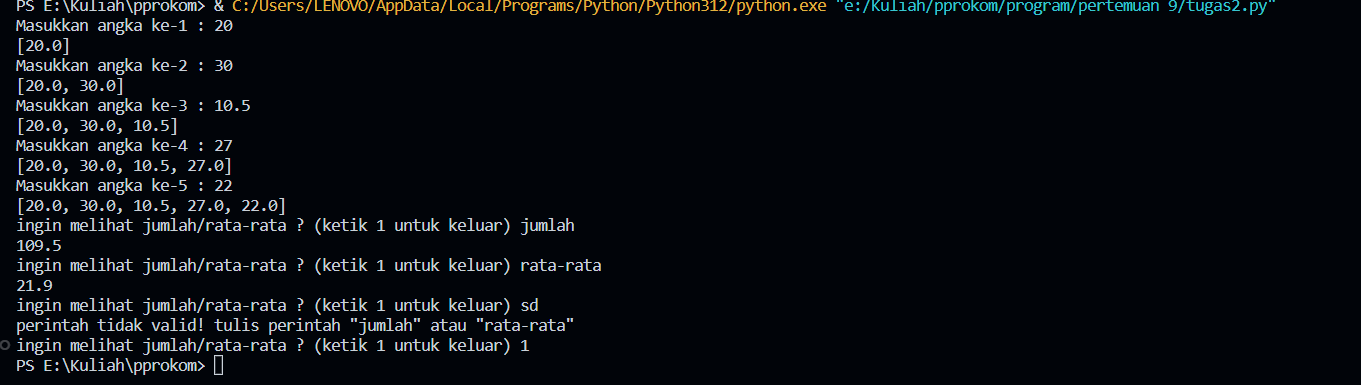 PS E:\Kuliah\pprokom> & C:/Users/LENOVO/AppData/Local/Programs/Python/Python312/python.exe "e:/Kuliah/pprokom/program/pertemuan 9/tugas2.py"
Masukkan angka ke-1 : 20
[20.0]
Masukkan angka ke-2 : 30
[20.0, 30.0]
Masukkan angka ke-3 : 10.5
[20.0, 30.0, 10.5]
Masukkan angka ke-4 : 27
[20.0, 30.0, 10.5, 27.0]
Masukkan angka ke-5 : 22
[20.0, 30.0, 10.5, 27.0, 22.0]
ingin melihat jumlah/rata-rata ? (ketik 1 untuk keluar) jumlah
109.5
ingin melihat jumlah/rata-rata ? (ketik 1 untuk keluar) rata-rata
21.9
ingin melihat jumlah/rata-rata ? (ketik 1 untuk keluar) sd
perintah tidak valid! tulis perintah "jumlah" atau "rata-rata"
ingin melihat jumlah/rata-rata ? (ketik 1 untuk keluar) 1
PS E:\Kuliah\pprokom>